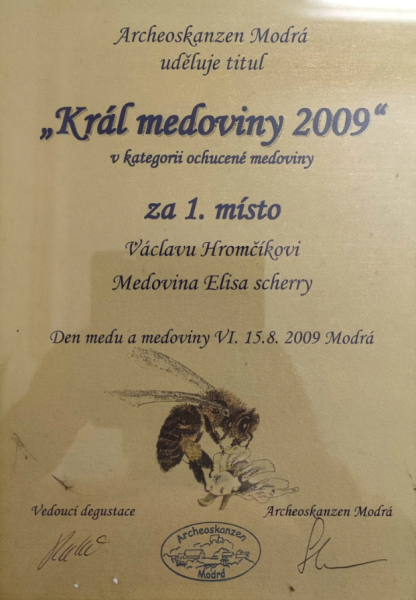 Archeoskanzen Modrá
uděluje titul
„Král medoviny 2009“
v kategorii ochucené medoviny
za 1. místo
Václavu Hromčíkovi
Medovina Elisa scherry
Den medu a medoviny VI. 15.8. 2009 Modrá
Vedoucí degustace
Archeoskanzen Modrá
Archeoskanzen
Modrá